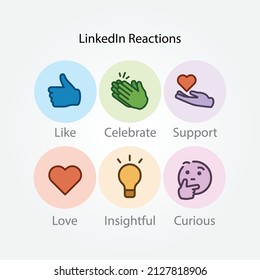 LinkedIn Reactions
Like Celebrate Support
Love Insightful Curious
shutterstock.com · 2127818906